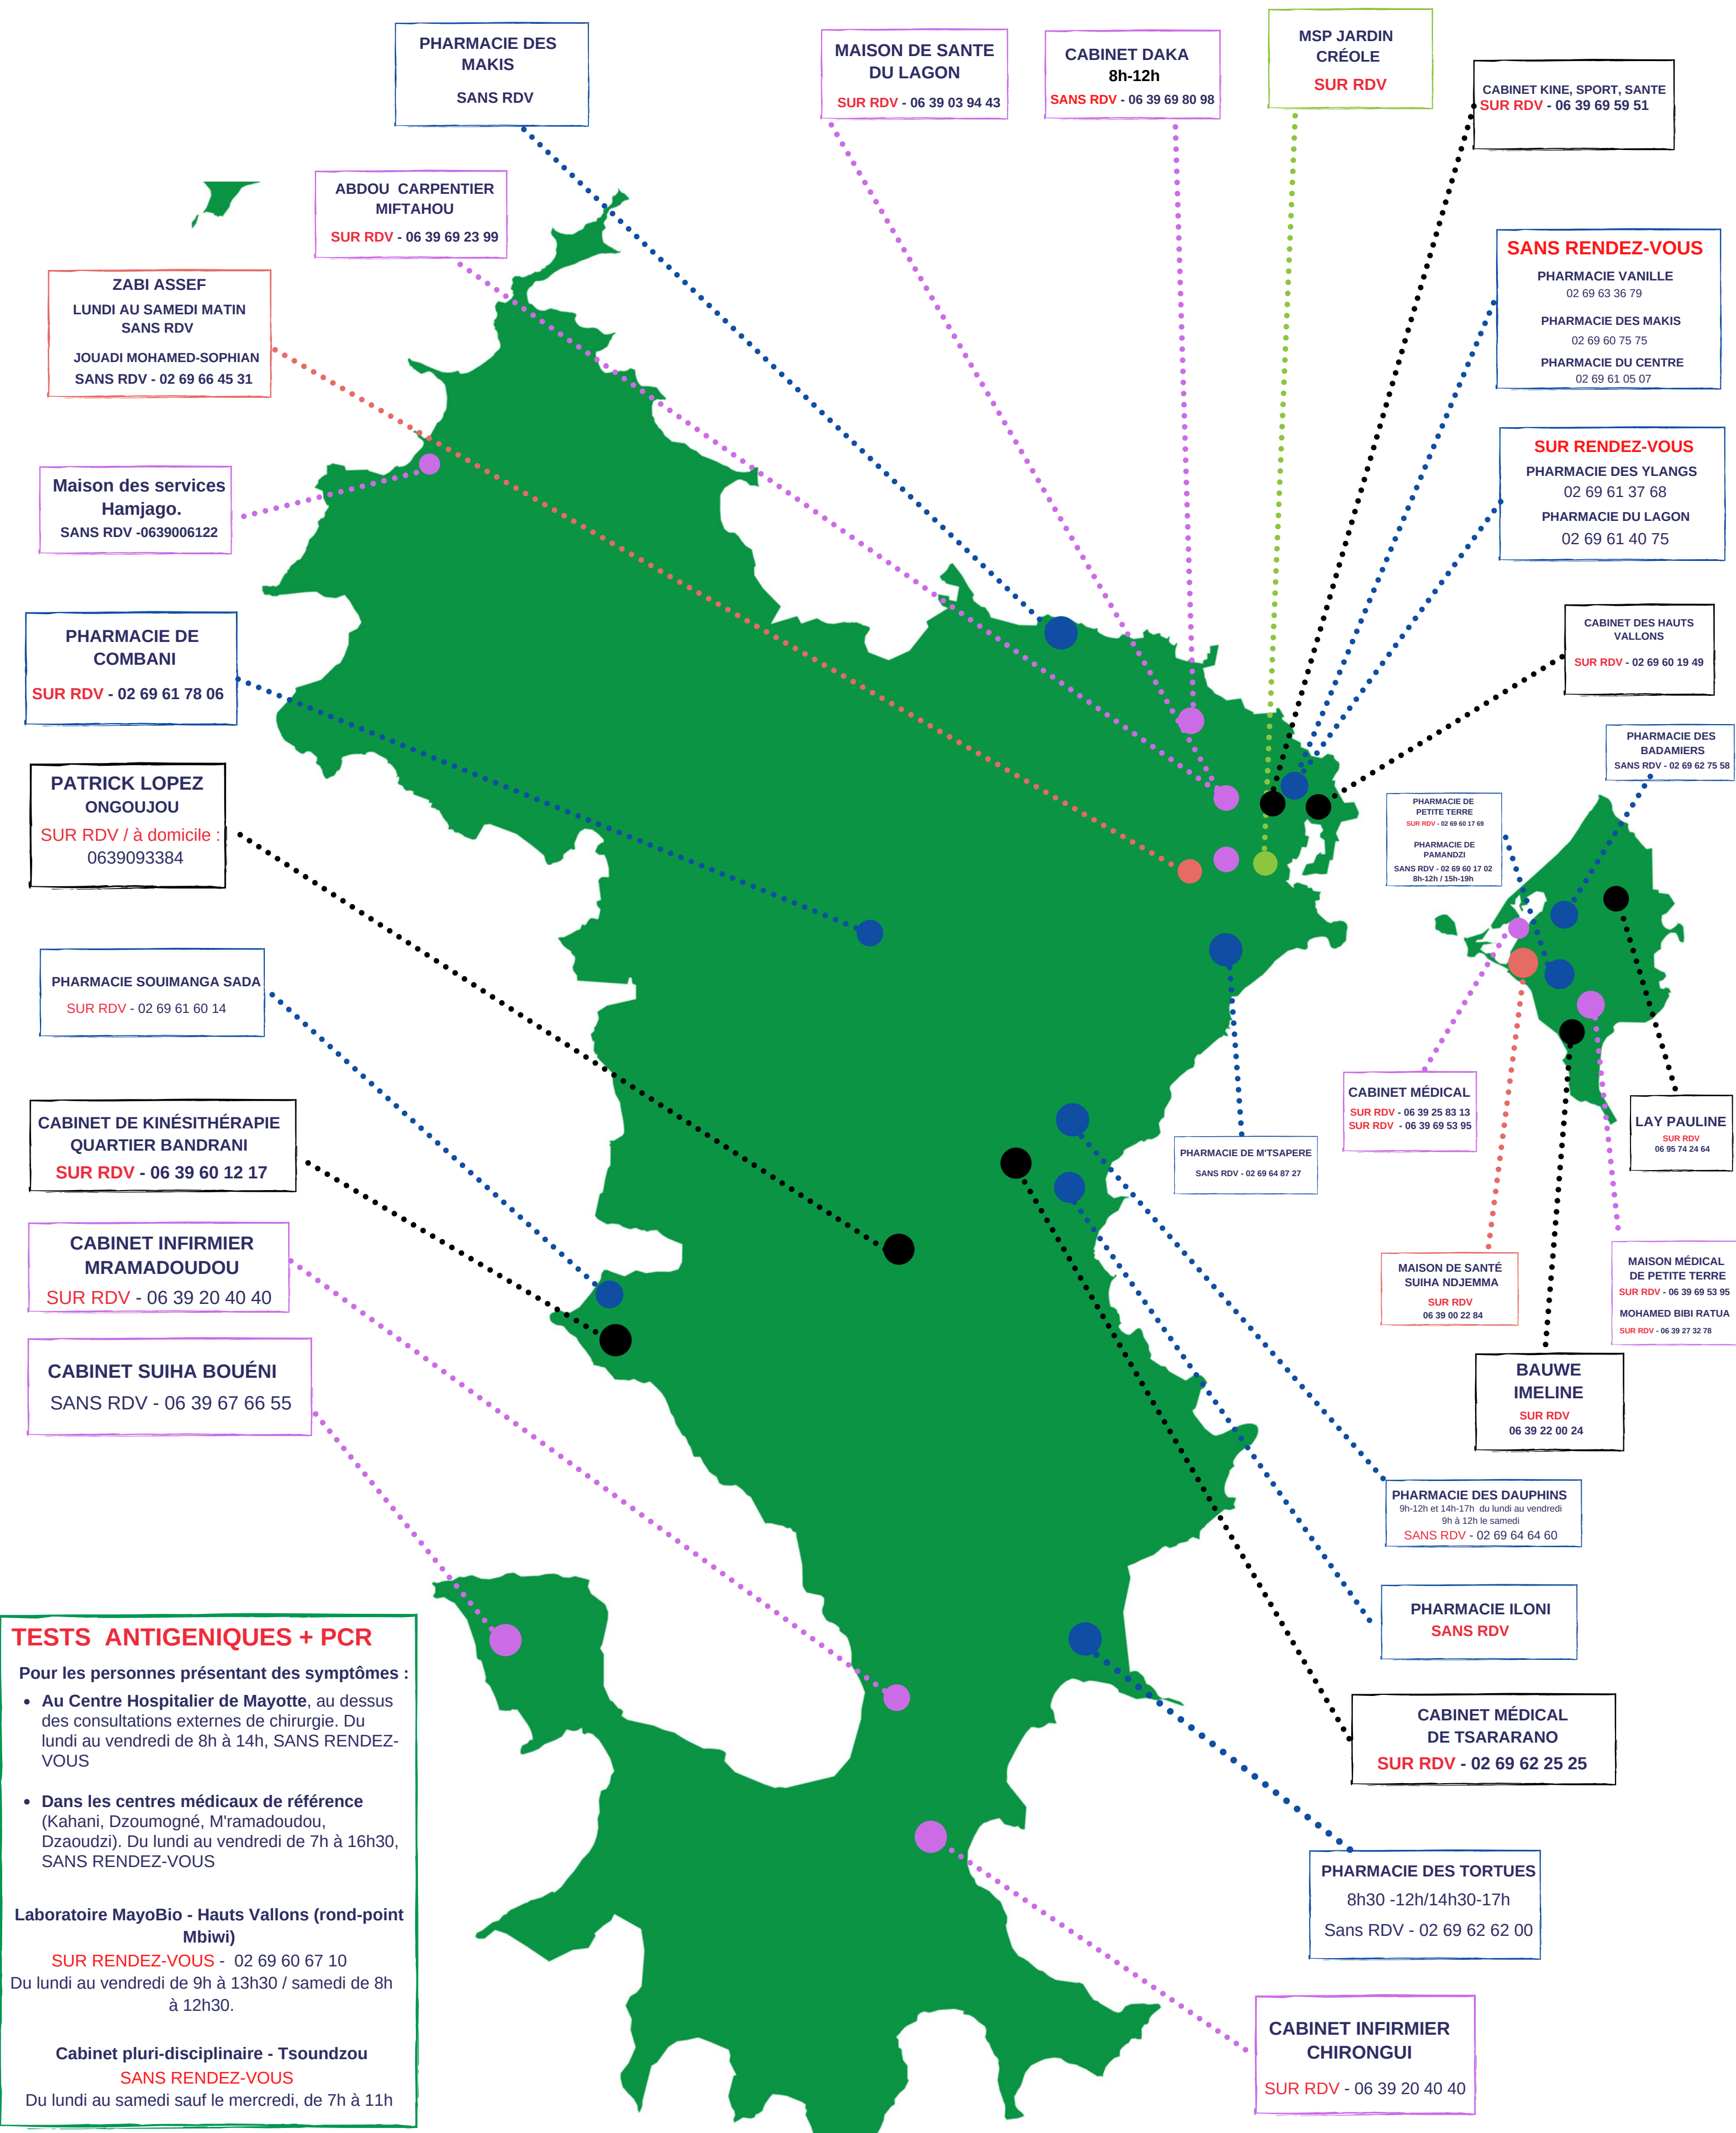 PHARMACIE DES
MAKIS
SANS RDV
MAISON DE SANTE
DU LAGON
SUR RDV - 06 39 03 94 43
CABINET DAKA
8h-12h
SANS RDV - 06 39 69 80 98
MSP JARDIN
CRÉOLE
SUR RDV
CABINET KINE, SPORT, SANTE
SUR RDV - 06 39 69 59 51
ABDOU  CARPENTIER
MIFTAHOU
SUR RDV - 06 39 69 23 99
SANS RENDEZ-VOUS
PHARMACIE VANILLE
02 69 63 36 79
PHARMACIE DES MAKIS
02 69 60 75 75
PHARMACIE DU CENTRE
02 69 61 05 07
ZABI ASSEF
LUNDI AU SAMEDI MATIN
SANS RDV
JOUADI MOHAMED-SOPHIAN
SANS RDV - 02 69 66 45 31
SUR RENDEZ-VOUS
PHARMACIE DES YLANGS
02 69 61 37 68
PHARMACIE DU LAGON
02 69 61 40 75
Maison des services
Hamjago.
SANS RDV -0639006122
PHARMACIE DE
COMBANI
SUR RDV - 02 69 61 78 06
CABINET DES HAUTS
VALLONS
SUR RDV - 02 69 60 19 49
PHARMACIE DES
BADAMIERS
SANS RDV - 02 69 62 75 58
PATRICK LOPEZ
ONGOUJOU
SUR RDV / à domicile :
0639093384
PHARMACIE DE
PETITE TERRE
SUR RDV - 02 69 60 17 69
PHARMACIE DE
PAMANDZI
SANS RDV - 02 69 60 17 02
8h-12h / 15h-19h
PHARMACIE SOUIMANGA SADA
SUR RDV - 02 69 61 60 14
CABINET MÉDICAL
SUR RDV - 06 39 25 83 13
SUR RDV  - 06 39 69 53 95
LAY PAULINE
SUR RDV
06 95 74 24 64
CABINET DE KINÉSITHÉRAPIE
QUARTIER BANDRANI
SUR RDV - 06 39 60 12 17
PHARMACIE DE M'TSAPERE
SANS RDV - 02 69 64 87 27
CABINET INFIRMIER
MRAMADOUDOU
SUR RDV - 06 39 20 40 40
MAISON DE SANTÉ
SUIHA NDJEMMA
SUR RDV
06 39 00 22 84
MAISON MÉDICAL
DE PETITE TERRE
SUR RDV - 06 39 69 53 95
MOHAMED BIBI RATUA
SUR RDV - 06 39 27 32 78
CABINET SUIHA BOUÉNI
SANS RDV - 06 39 67 66 55
BAUWE
IMELINE
SUR RDV
06 39 22 00 24
PHARMACIE DES DAUPHINS
9h-12h et 14h-17h  du lundi au vendredi
9h à 12h le samedi
SANS RDV - 02 69 64 64 60
PHARMACIE ILONI
SANS RDV
CABINET MÉDICAL
DE TSARARANO
SUR RDV - 02 69 62 25 25
PHARMACIE DES TORTUES
8h30 -12h/14h30-17h
Sans RDV - 02 69 62 62 00
CABINET INFIRMIER
CHIRONGUI
SUR RDV - 06 39 20 40 40
TESTS  ANTIGENIQUES + PCR
Pour les personnes présentant des symptômes :
• Au Centre Hospitalier de Mayotte, au dessus
des consultations externes de chirurgie. Du
lundi au vendredi de 8h à 14h, SANS RENDEZ-
VOUS
• Dans les centres médicaux de référence
(Kahani, Dzoumogné, M'ramadoudou,
Dzaoudzi). Du lundi au vendredi de 7h à 16h30,
SANS RENDEZ-VOUS
Laboratoire MayoBio - Hauts Vallons (rond-point
Mbiwi)
SUR RENDEZ-VOUS -  02 69 60 67 10
Du lundi au vendredi de 9h à 13h30 / samedi de 8h
à 12h30.
Cabinet pluri-disciplinaire - Tsoundzou
SANS RENDEZ-VOUS
Du lundi au samedi sauf le mercredi, de 7h à 11h